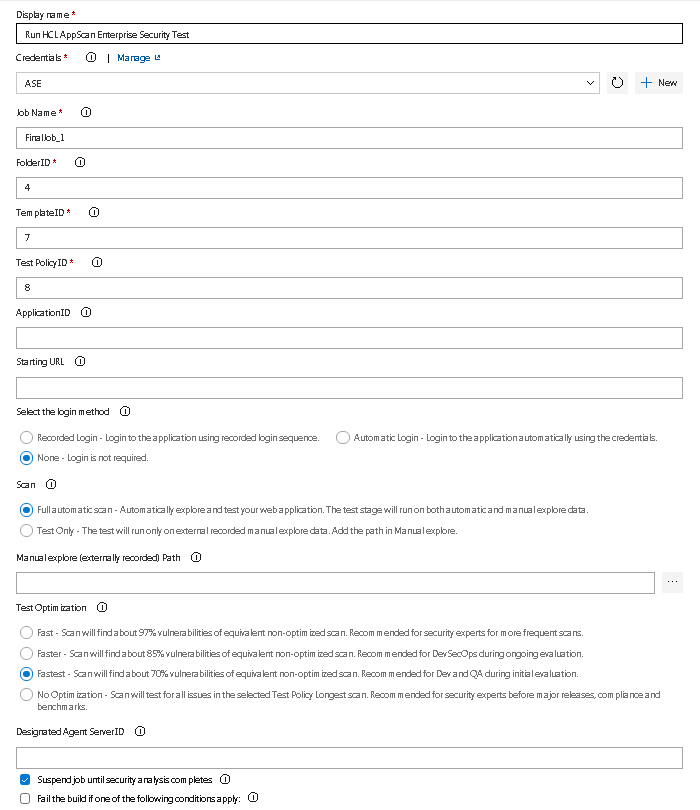 Display name *
Run HCL AppScan Enterprise Security Test
Credentials * | Manage
ASE
New
Job Name *
FinalJob_1
FolderID *
4
TemplateID *
7
Test PolicyID *
8
ApplicationID
Starting URL
Select the login method
Recorded Login - Login to the application using recorded login sequence. Automatic Login - Login to the application automatically using the credentials.
None - Login is not required.
Scan
Full automatic scan - Automatically explore and test your web application. The test stage will run on both automatic and manual explore data.
Test Only - The test will run only on external recorded manual explore data. Add the path in Manual explore.
Manual explore (externally recorded) Path
...
Test Optimization
Fast - Scan will find about 97% vulnerabilities of equivalent non-optimized scan. Recommended for security experts for more frequent scans.
Faster - Scan will find about 85% vulnerabilities of equivalent non-optimized scan. Recommended for DevSecOps during ongoing evaluation.
Fastest - Scan will find about 70% vulnerabilities of equivalent non-optimized scan. Recommended for Dev and QA during initial evaluation.
No Optimization - Scan will test for all issues in the selected Test Policy Longest scan. Recommended for security experts before major releases, compliance and
benchmarks.
Designated Agent ServerID
Suspend job until security analysis completes
Fail the build if one of the following conditions apply: